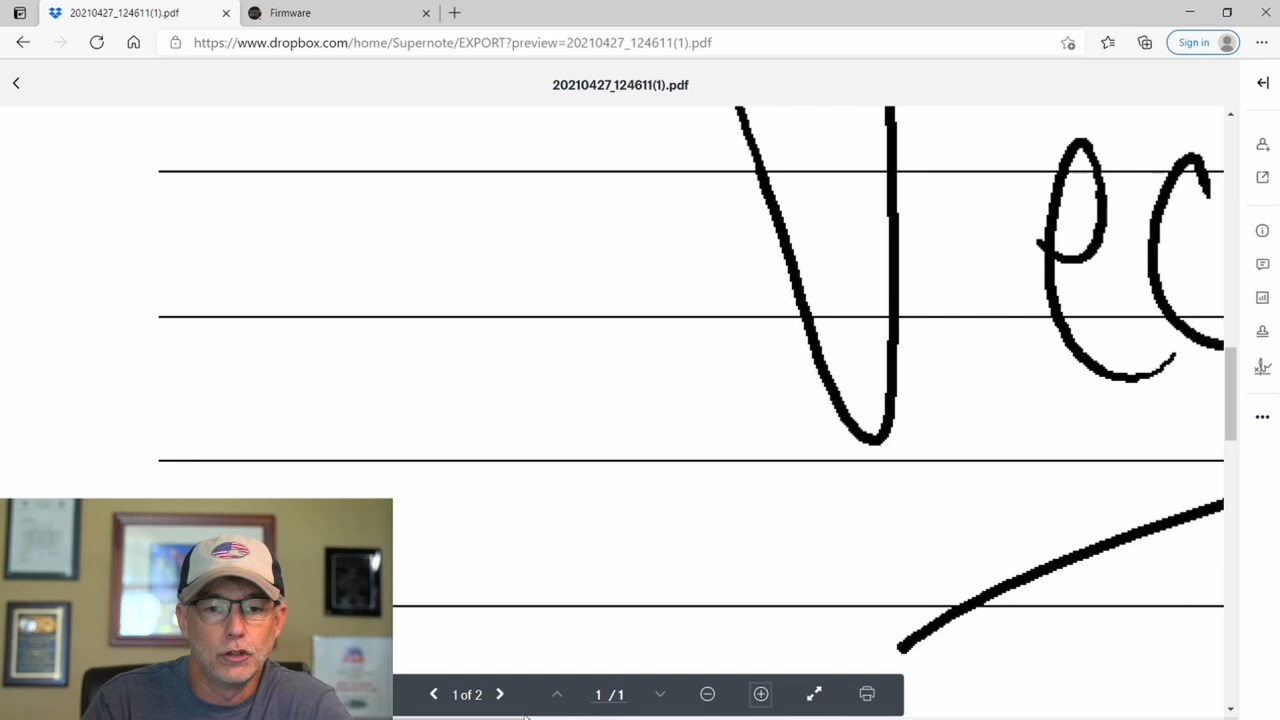 20210427_124611(1).pdf
Firmware
https://www.dropbox.com/home/Supernote/EXPORT?preview=20210427_124611(1).pdf
Sign in
20210427_124611(1).pdf
ec
1 of 2
1 / 1